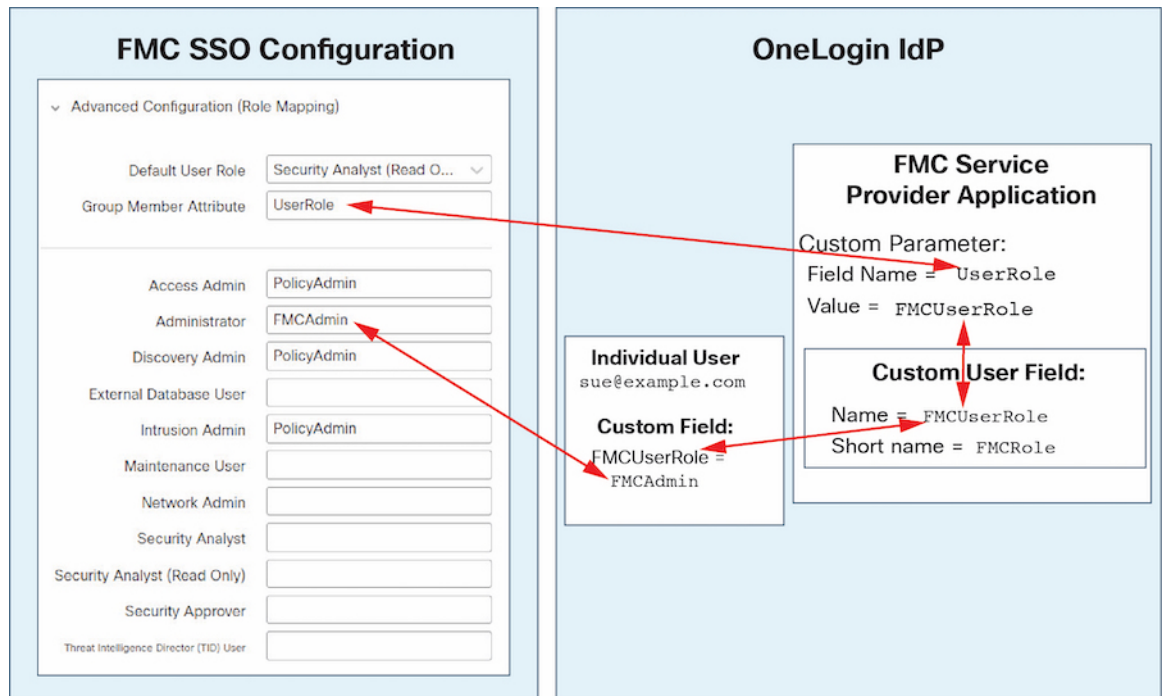 FMC SSO Configuration
Advanced Configuration (Role Mapping)
Default User Role Security Analyst (Read O...
Group Member Attribute UserRole
Access Admin PolicyAdmin
Administrator FMCAdmin
Discovery Admin PolicyAdmin
External Database User
Intrusion Admin PolicyAdmin
Maintenance User
Network Admin
Security Analyst
Security Analyst (Read Only)
Security Approver
Threat Intelligence Director (TID) User
OneLogin IdP
Individual User
sue@example.com
Custom Field:
FMCUserRole =
FMCAdmin
FMC Service
Provider Application
Custom Parameter:
Field Name = UserRole
Value = FMCUserRole
Custom User Field:
Name = FMCUserRole
Short name = FMCRole